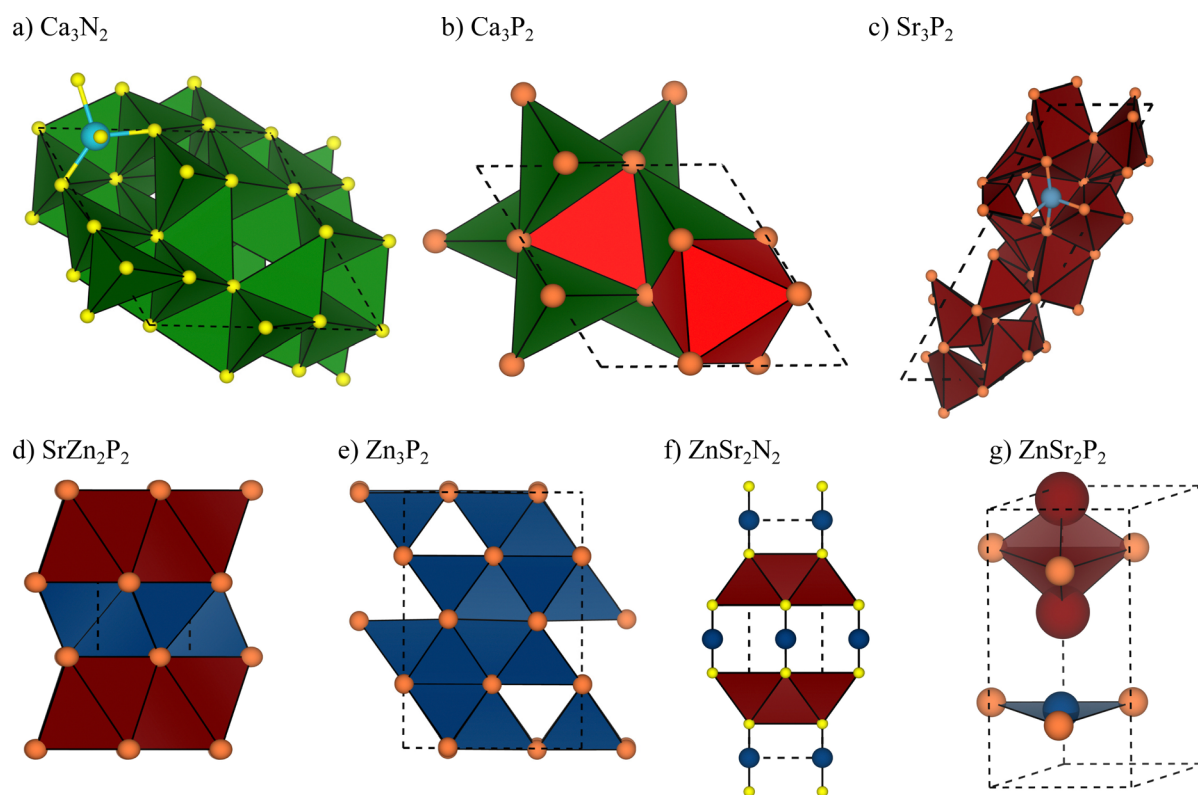 a) Ca₃N₂
b) Ca₃P₂
c) Sr₃P₂
d) SrZn₂P₂
e) Zn₃P₂
f) ZnSr₂N₂
g) ZnSr₂P₂